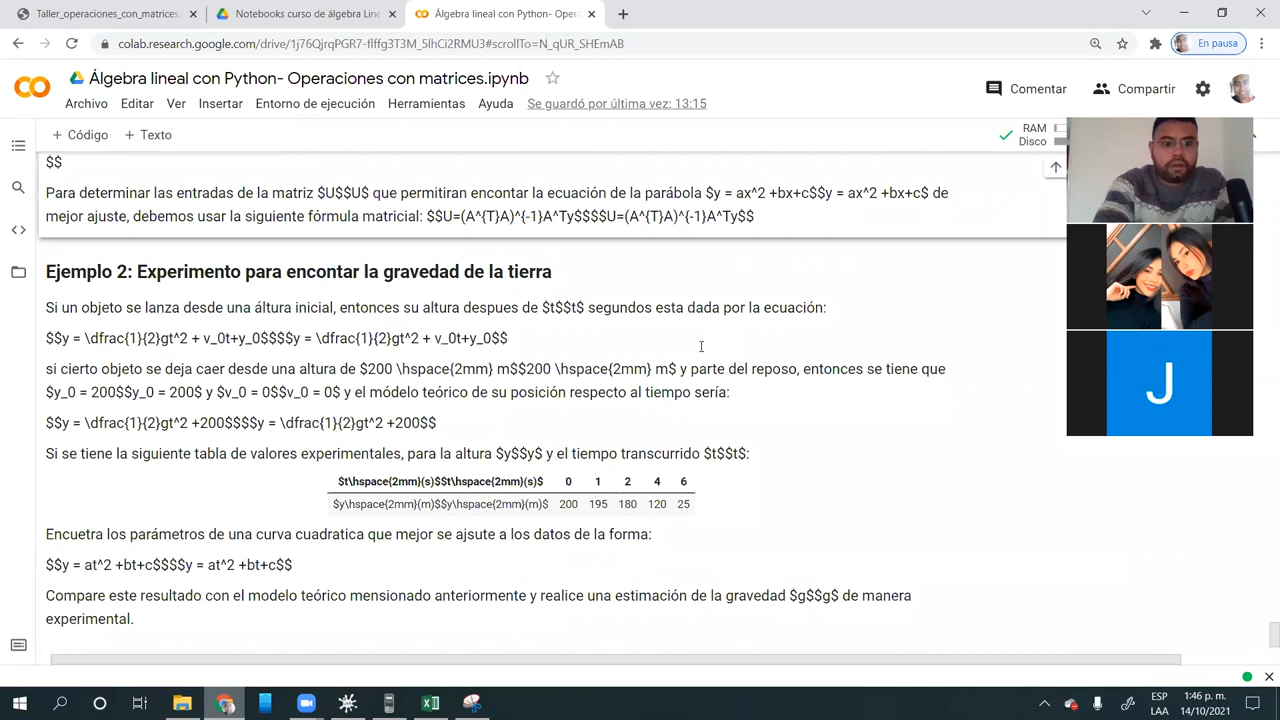 Taller_operaciones_con_matrices.
Notebooks curso de álgebra Line
Álgebra lineal con Python- Opera
colab.research.google.com/drive/1j76QjrqPGR7-flffg3T3M_5lhCi2BMU3#scrollTo=N_qUR_SHEmAB
En pausa
Álgebra lineal con Python- Operaciones con matrices.ipynb
Archivo Editar Ver Insertar Entorno de ejecución Herramientas Ayuda Se guardó por última vez: 13:15
Comentar Compartir
+ Código + Texto
RAM
Disco
$$
Para determinar las entradas de la matriz $U$$U$ que permitiran encontar la ecuación de la parábola $y = ax^2 +bx+c$$y = ax^2 +bx+c$ de
mejor ajuste, debemos usar la siguiente fórmula matricial: $$U=(A^{T}A)^{-1}A^Ty$$$$U=(A^{T}A)^{-1}A^Ty$$
Ejemplo 2: Experimento para encontar la gravedad de la tierra
Si un objeto se lanza desde una áltura inicial, entonces su altura despues de $t$$t$ segundos esta dada por la ecuación:
$$y = \dfrac{1}{2}gt^2 + v_0t+y_0$$$$y = \dfrac{1}{2}gt^2 + v_0t+y_0$$
si cierto objeto se deja caer desde una altura de $200 \hspace{2mm} m$$200 \hspace{2mm} m$ y parte del reposo, entonces se tiene que
$y_0 = 200$$y_0 = 200$ y $v_0 = 0$$v_0 = 0$ y el módelo teórico de su posición respecto al tiempo sería:
$$y = \dfrac{1}{2}gt^2 +200$$$$y = \dfrac{1}{2}gt^2 +200$$
Si se tiene la siguiente tabla de valores experimentales, para la altura $y$$y$ y el tiempo transcurrido $t$$t$:
$t\hspace{2mm}(s)$$t\hspace{2mm}(s)$ 0 1 2 4 6
$y\hspace{2mm}(m)$$y\hspace{2mm}(m)$ 200 195 180 120 25
Encuetra los parámetros de una curva cuadratica que mejor se ajsute a los datos de la forma:
$$y = at^2 +bt+c$$$$y = at^2 +bt+c$$
Compare este resultado con el modelo teórico mensionado anteriormente y realice una estimación de la gravedad $g$$g$ de manera
experimental.
J
ESP
LAA
1:46 p. m.
14/10/2021